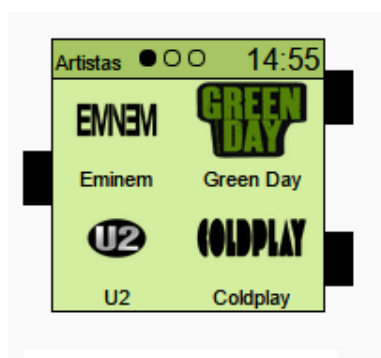 Artistas 14:55
EMINEM GREEN DAY
Eminem Green Day
U2 COLDPLAY
U2 Coldplay